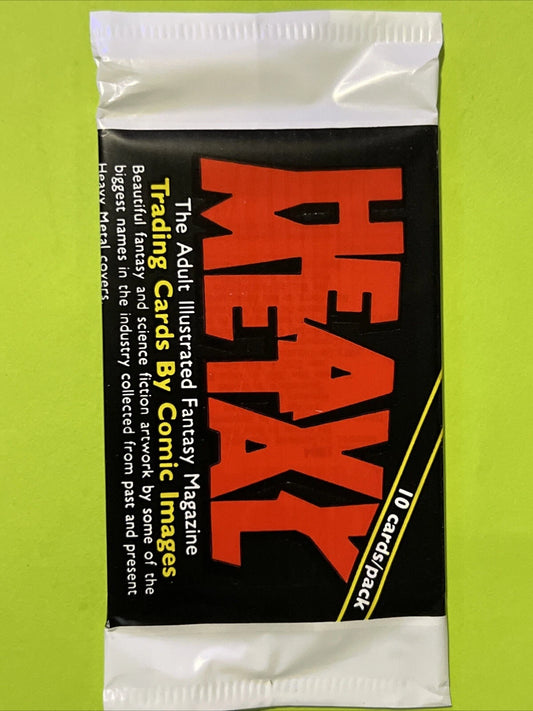 10 cards/pack
HEAVY
METAL
The Adult Illustrated Fantasy Magazine
Trading Cards By Comic Images
Beautiful fantasy and science fiction artwork by some of the
biggest names in the industry collected from past and present
Heavy Metal covers.